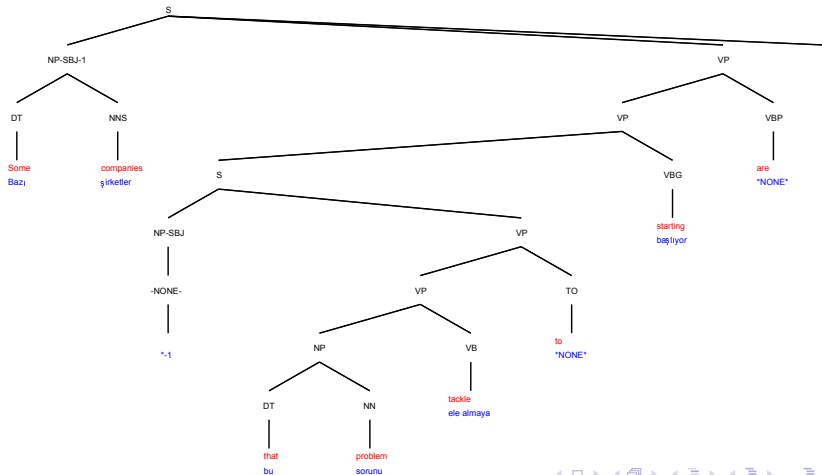 S
NP-SBJ-1 VP
DT NNS VP VBP
Some companies are
Bazı şirketler *NONE*
S VBG
starting
başlıyor
NP-SBJ VP
-NONE- VP TO
to
*-1 *NONE*
NP VB
tackle
ele almaya
DT NN
that problem
bu sorunu